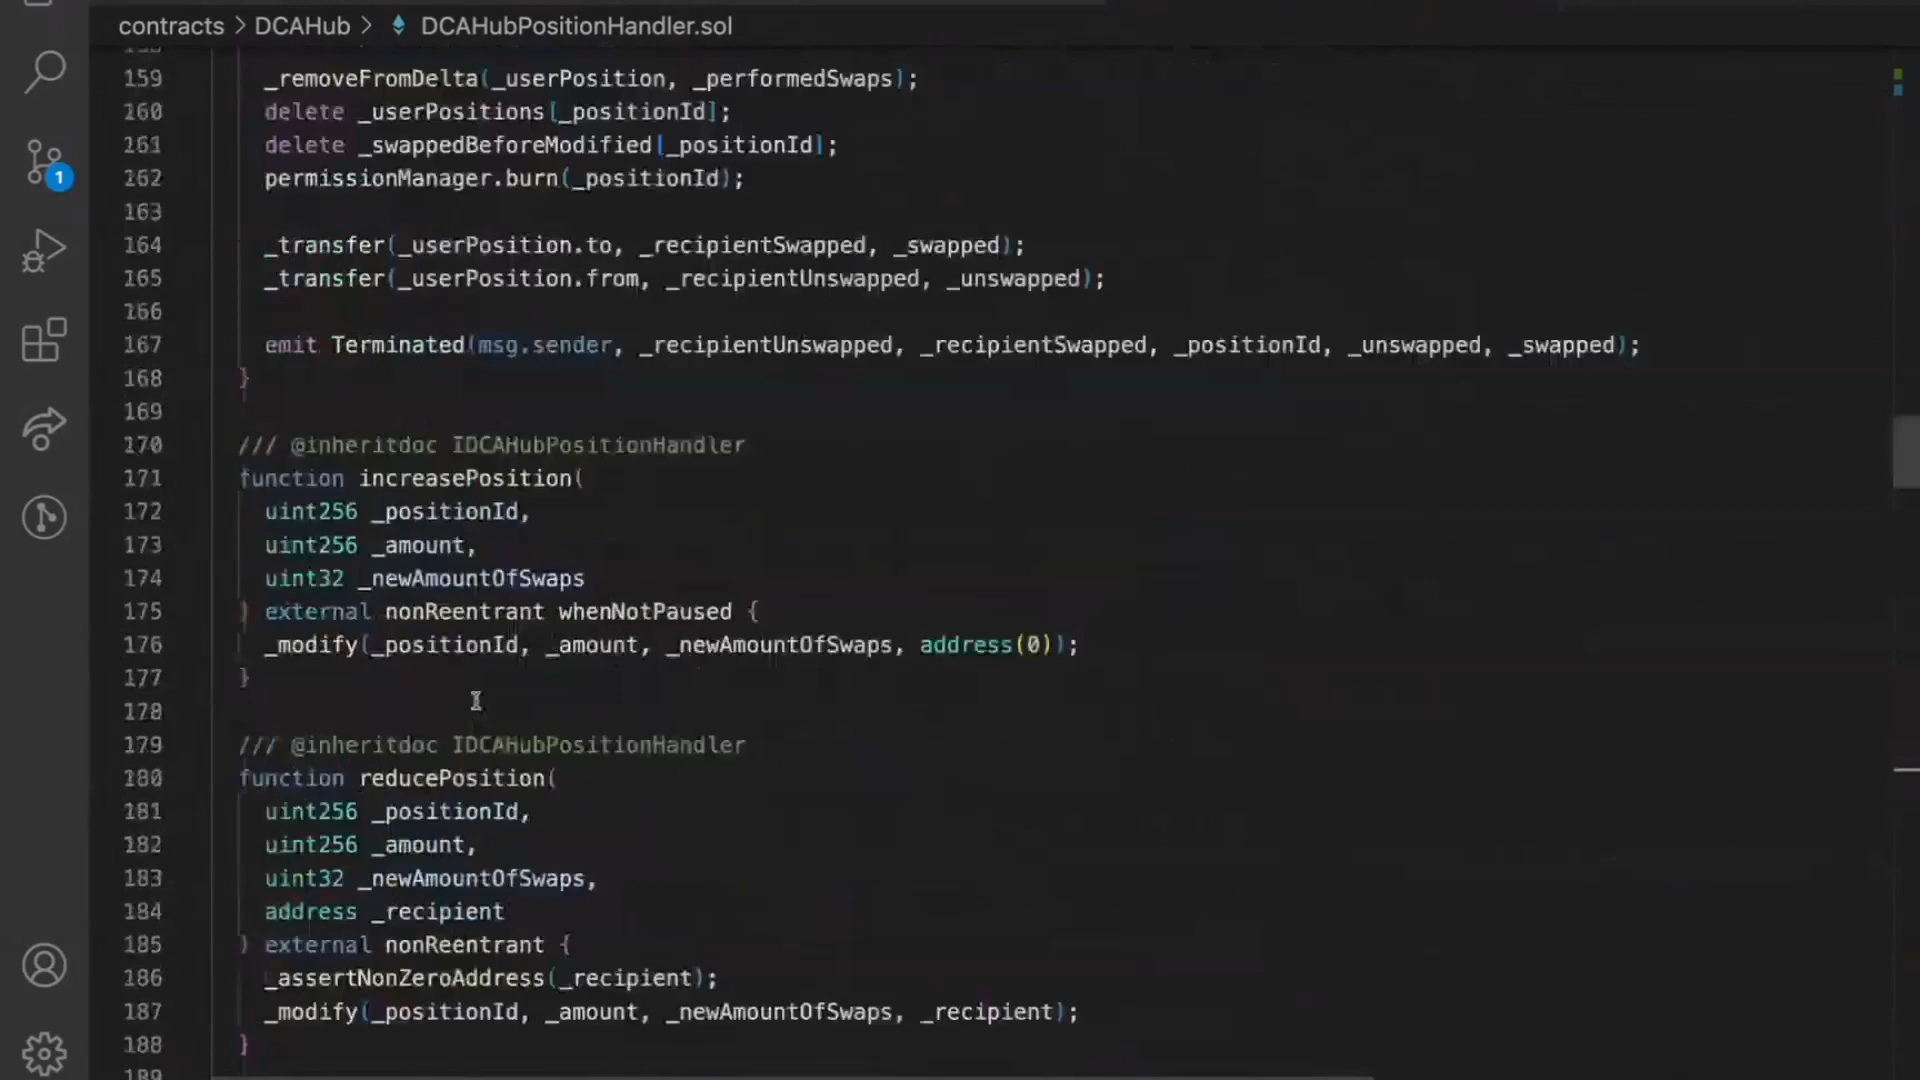 contracts > DCAHub > DCAHubPositionHandler.sol
159 _removeFromDelta(_userPosition, _performedSwaps);
160 delete _userPositions[_positionId];
161 delete _swappedBeforeModified[_positionId];
162 permissionManager.burn(_positionId);
163
164 _transfer(_userPosition.to, _recipientSwapped, _swapped);
165 _transfer(_userPosition.from, _recipientUnswapped, _unswapped);
166
167 emit Terminated(msg.sender, _recipientUnswapped, _recipientSwapped, _positionId, _unswapped, _swapped);
168 }
169
170 /// @inheritdoc IDCAHubPositionHandler
171 function increasePosition(
172 uint256 _positionId,
173 uint256 _amount,
174 uint32 _newAmountOfSwaps
175 ) external nonReentrant whenNotPaused {
176 _modify(_positionId, _amount, _newAmountOfSwaps, address(0));
177 }
178
179 /// @inheritdoc IDCAHubPositionHandler
180 function reducePosition(
181 uint256 _positionId,
182 uint256 _amount,
183 uint32 _newAmountOfSwaps,
184 address _recipient
185 ) external nonReentrant {
186 _assertNonZeroAddress(_recipient);
187 _modify(_positionId, _amount, _newAmountOfSwaps, _recipient);
188 }
189
1